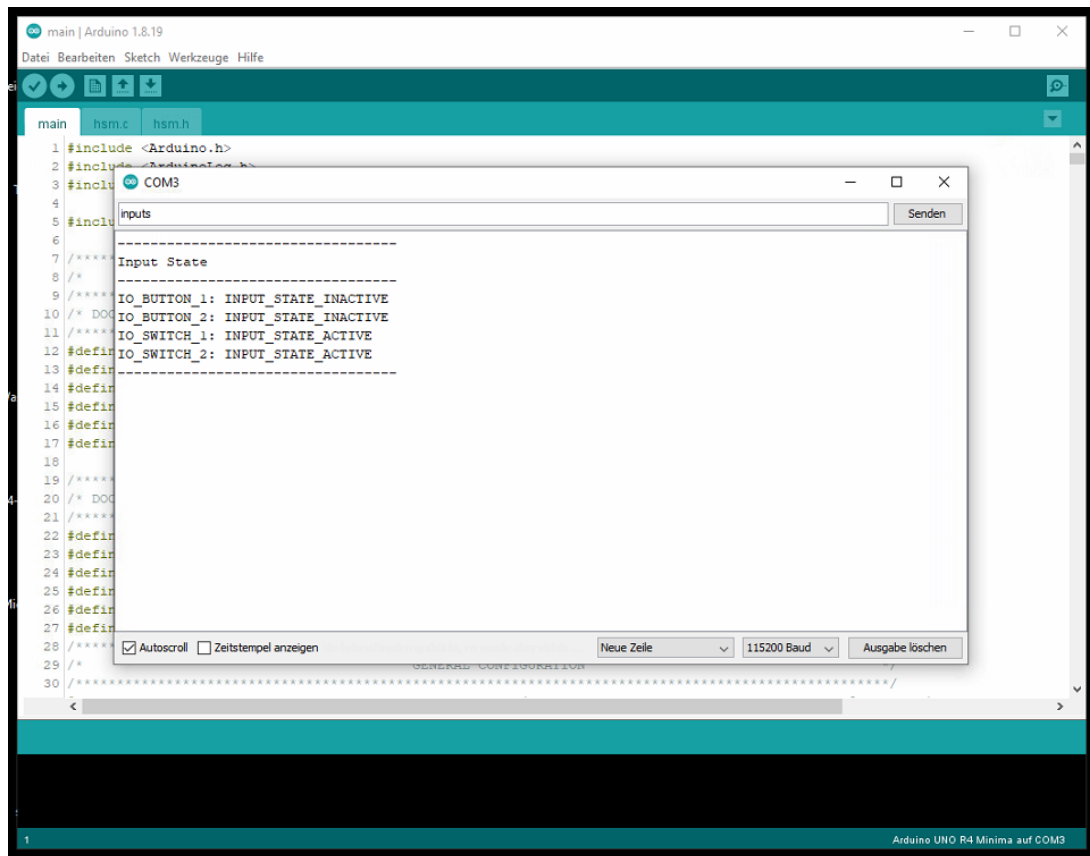 main | Arduino 1.8.19
Datei Bearbeiten Sketch Werkzeuge Hilfe
main hsm.c hsm.h
1 #include <Arduino.h>
2 #include <ArduinoLog.h>
3 #inclu
4
5 #inclu
6
7 /*****
8 /*
9 /*****
10 /* DOC
11 /*****
12 #defin
13 #defin
14 #defin
15 #defin
16 #defin
17 #defin
18
19 /*****
20 /* DOC
21 /*****
22 #defin
23 #defin
24 #defin
25 #defin
26 #defin
27 #defin
28 /*****
29 /* GENERAL CONFIGURATION */
30 /****************************************************************************************************/
COM3
inputs
Senden
----------------------------------
Input State
----------------------------------
IO_BUTTON_1: INPUT_STATE_INACTIVE
IO_BUTTON_2: INPUT_STATE_INACTIVE
IO_SWITCH_1: INPUT_STATE_ACTIVE
IO_SWITCH_2: INPUT_STATE_ACTIVE
----------------------------------
Autoscroll Zeitstempel anzeigen Neue Zeile 115200 Baud Ausgabe löschen
1 Arduino UNO R4 Minima auf COM3